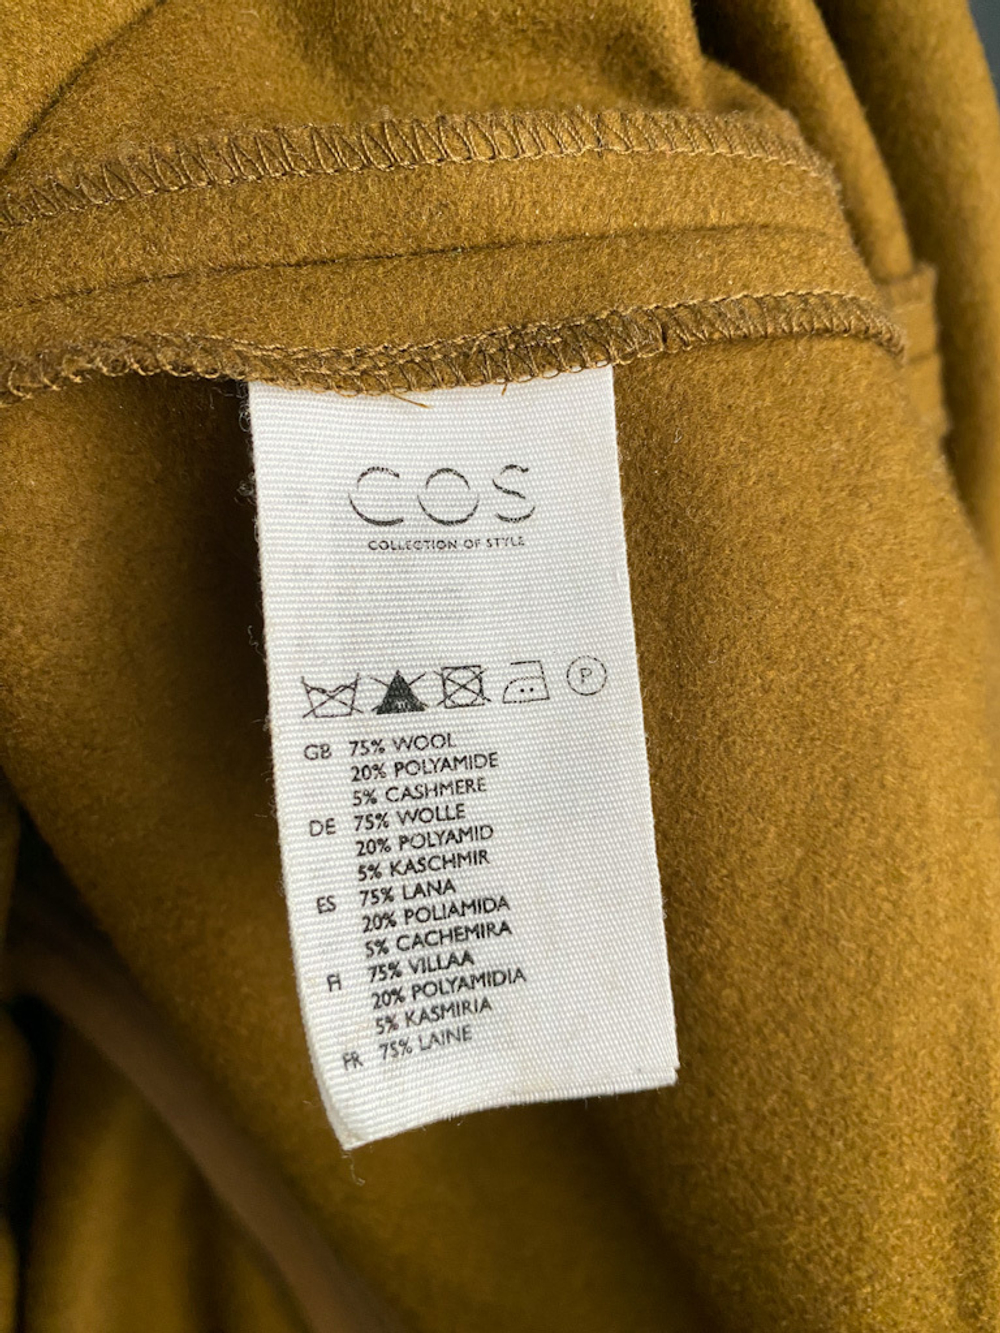 COS
COLLECTION OF STYLE
P
GB 75% WOOL
20% POLYAMIDE
5% CASHMERE
DE 75% WOLLE
20% POLYAMID
5% KASCHMIR
ES 75% LANA
20% POLIAMIDA
5% CACHEMIRA
FI 75% VILLAA
20% POLYAMIDIA
5% KASMIRIA
FR 75% LAINE